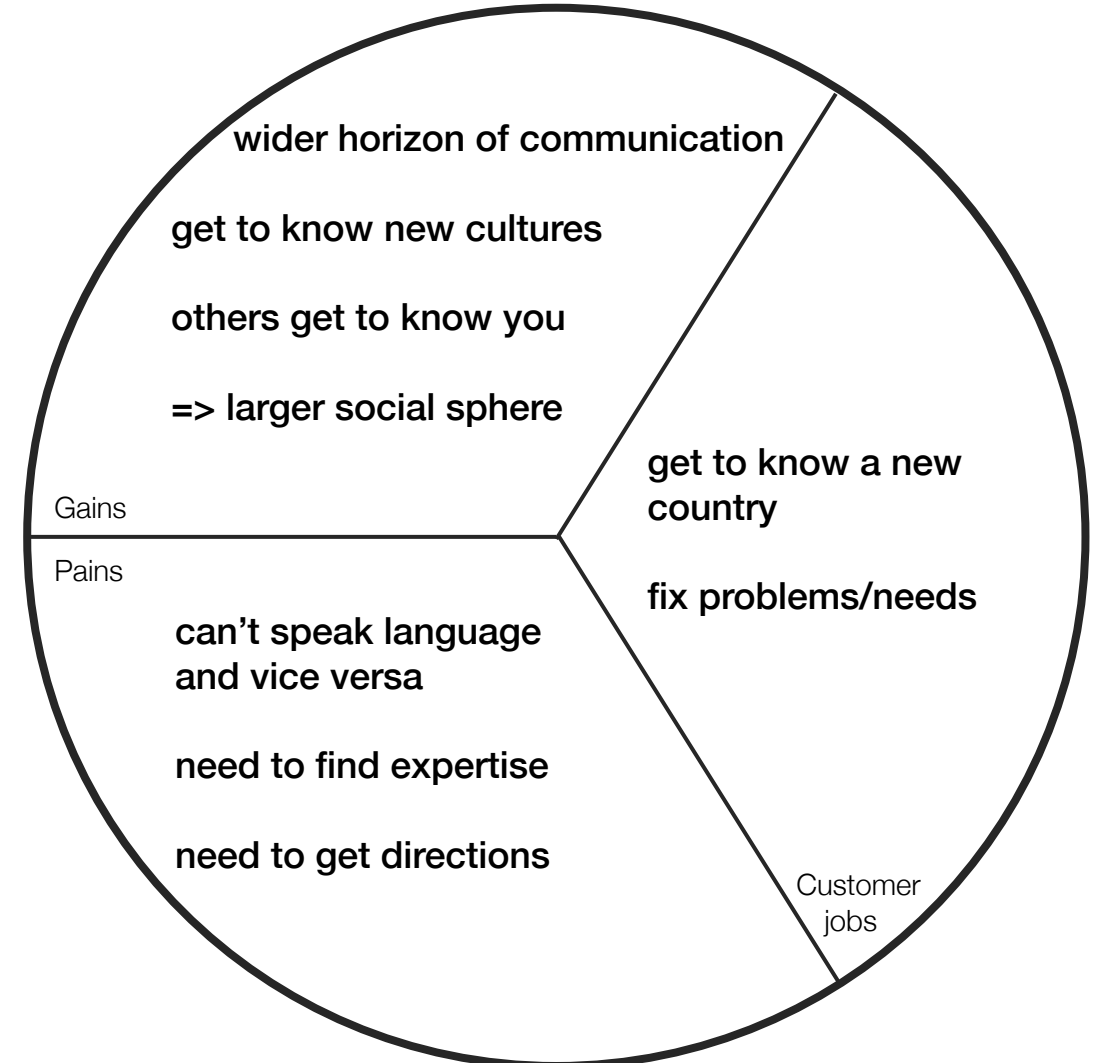 wider horizon of communication
get to know new cultures
others get to know you
=> larger social sphere
Gains
Pains
can’t speak language
and vice versa
need to find expertise
need to get directions
get to know a new
country
fix problems/needs
Customer
jobs